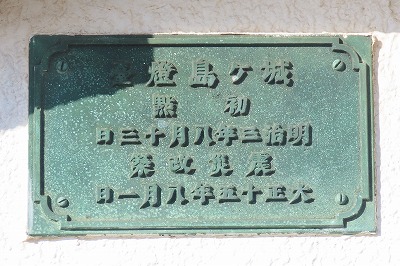 城ヶ島燈臺
初點
明治三年八月十三日
震災改築
大正十五年八月一日